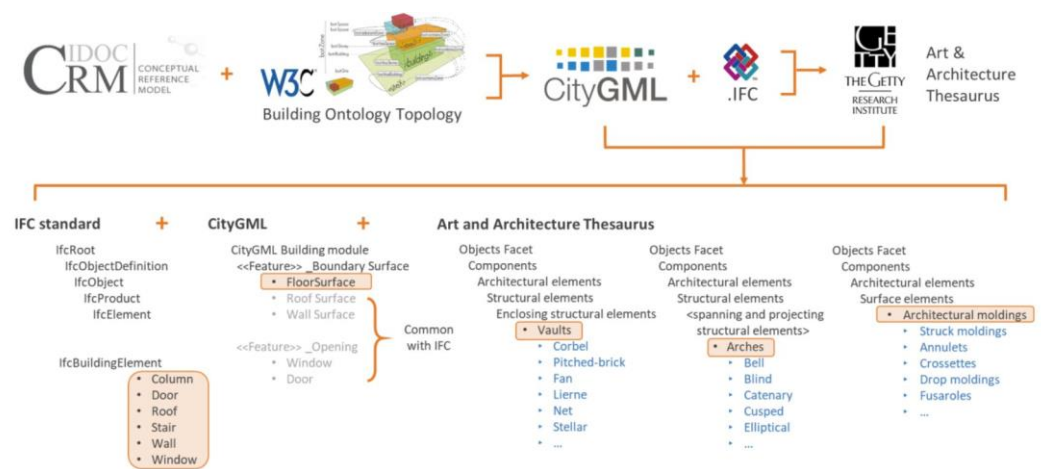 CIDOC
CRM
CONCEPTUAL
REFERENCE
MODEL
+
W3C
«building»
Building Ontology Topology
CityGML
+
.IFC
GETTY
THE GETTY
RESEARCH
INSTITUTE
Art &
Architecture
Thesaurus
IFC standard + CityGML + Art and Architecture Thesaurus
IfcRoot
IfcObjectDefinition
IfcObject
IfcProduct
IfcElement
IfcBuildingElement
• Column
• Door
• Roof
• Stair
• Wall
• Window
CityGML Building module
<<Feature>> _Boundary Surface
• FloorSurface
• Roof Surface
• Wall Surface
<<Feature>> _Opening
• Window
• Door
Common
with IFC
Objects Facet
Components
Architectural elements
Structural elements
Enclosing structural elements
• Vaults
• Corbel
• Pitched-brick
• Fan
• Lierne
• Net
• Stellar
• ...
Objects Facet
Components
Architectural elements
Structural elements
<spanning and projecting
structural elements>
• Arches
• Bell
• Blind
• Catenary
• Cusped
• Elliptical
• ...
Objects Facet
Components
Architectural elements
Surface elements
• Architectural moldings
• Struck moldings
• Annulets
• Crossettes
• Drop moldings
• Fusaroles
• ...